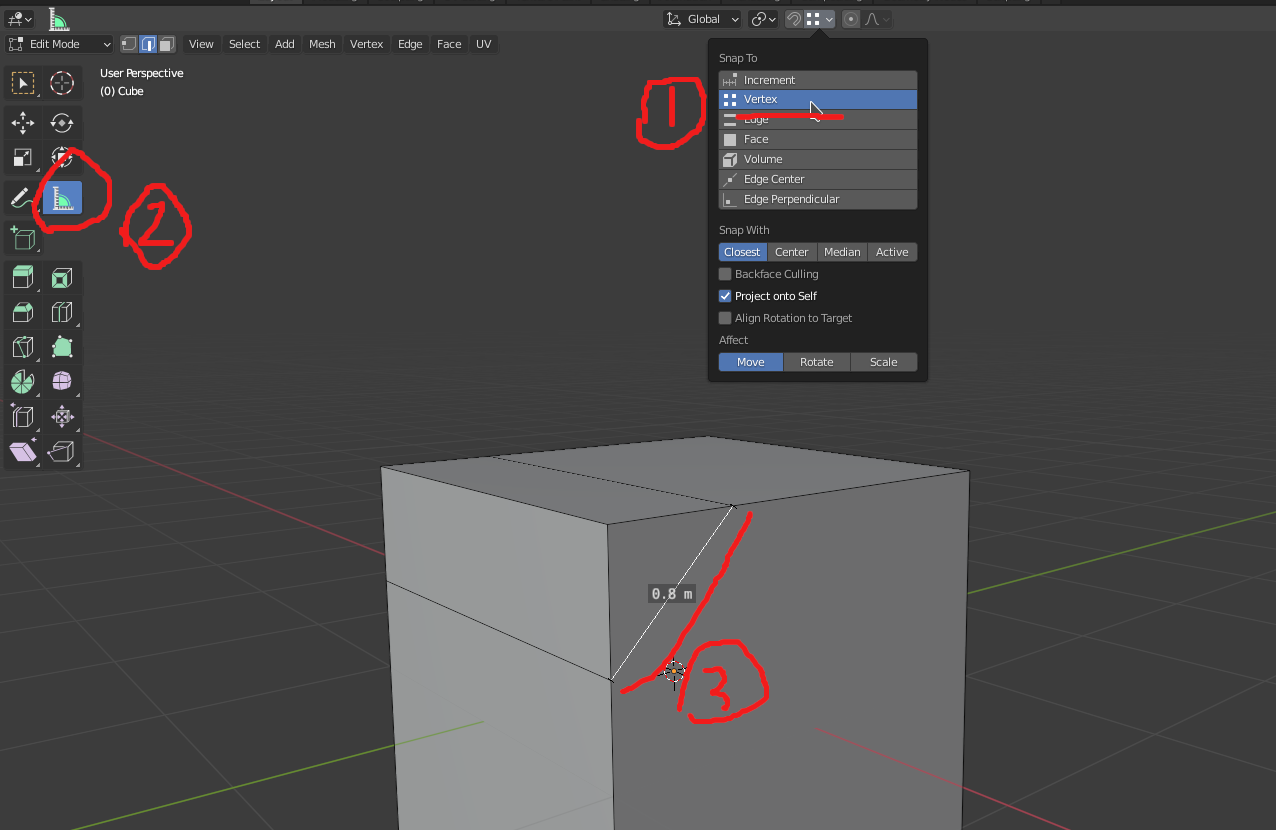 Global
Edit Mode View Select Add Mesh Vertex Edge Face UV
User Perspective
(0) Cube
Snap To
Increment
Vertex
Edge
Face
Volume
Edge Center
Edge Perpendicular
Snap With
Closest Center Median Active
Backface Culling
Project onto Self
Align Rotation to Target
Affect
Move Rotate Scale
1
2
0.8 m
3